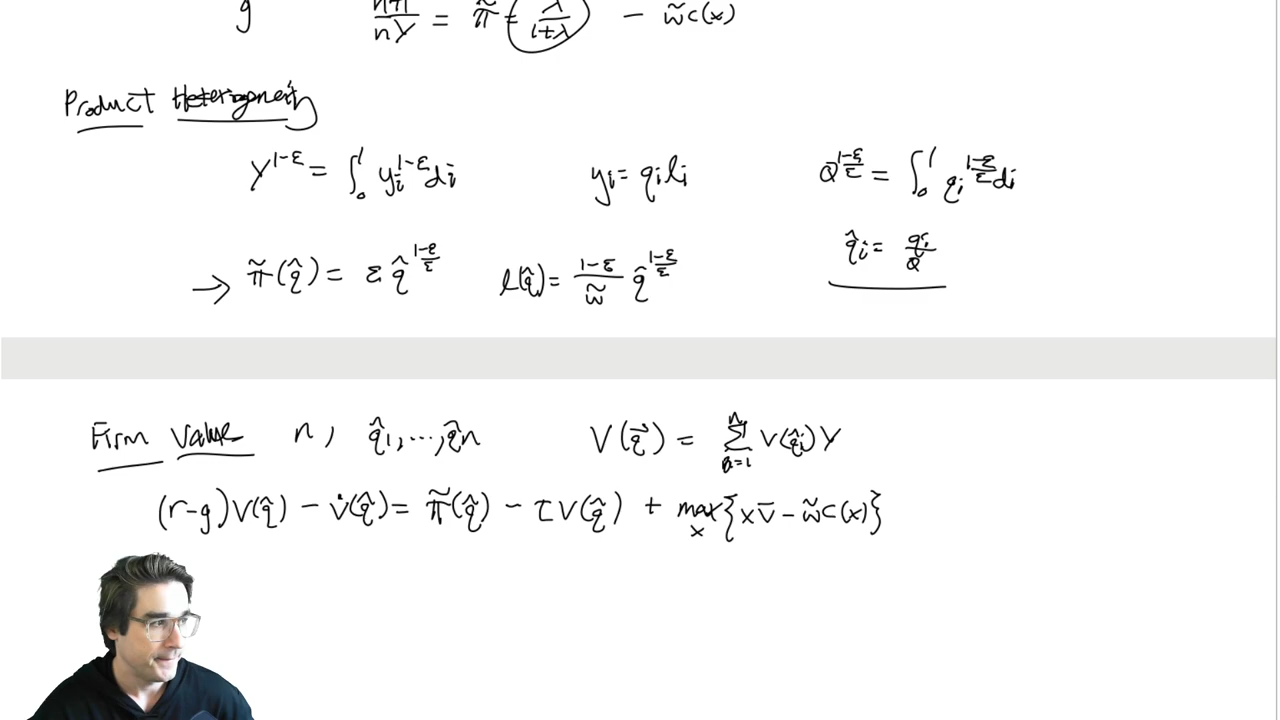 g    nπ/nY = π̃ = λ/(1+λ) − w̃c(x)
Product Heterogeneity
Y^{1-ε} = ∫₀¹ yᵢ^{1-ε} di    yᵢ = qᵢlᵢ    Q^{(1-ε)/ε} = ∫₀¹ qᵢ^{(1-ε)/ε} di
q̂ᵢ = qᵢ/Q
→ π̃(q̂) = ε q̂^{(1-ε)/ε}    l(q̂) = (1-ε)/w̃ q̂^{(1-ε)/ε}
Firm Value    n, q̂₁,...,q̂n    V(q⃗) = Σ_{i=1}^{n} v(q̂ᵢ)Y
(r-g)v(q̂) − v̇(q̂) = π̃(q̂) − τv(q̂) + max_x{xv̄ − w̃c(x)}